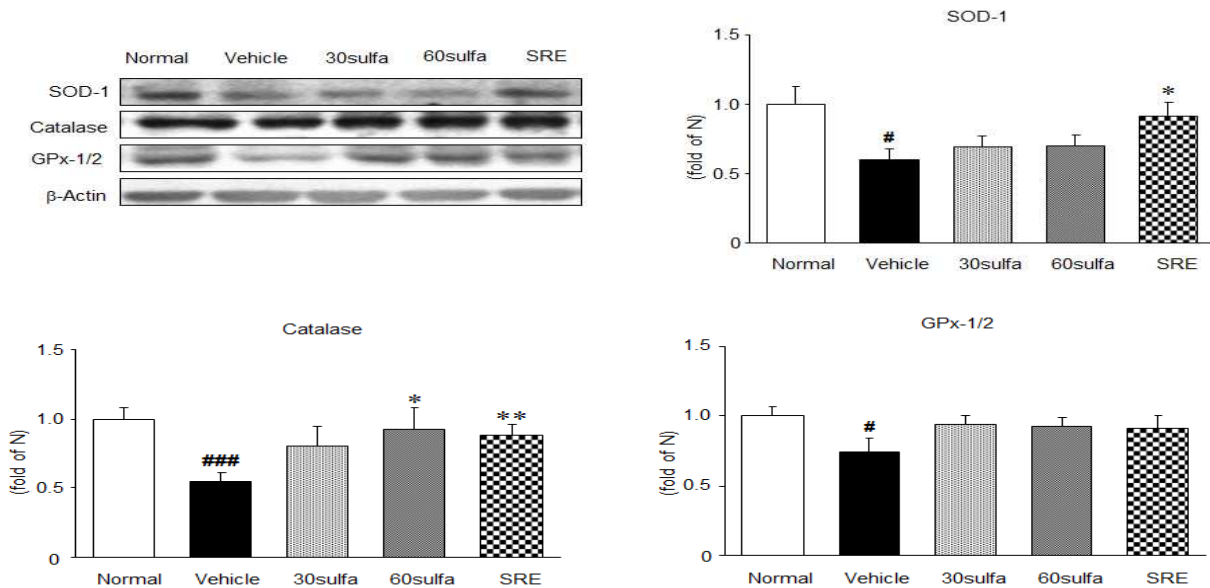 Normal Vehicle 30sulfa 60sulfa SRE
SOD-1
Catalase
GPx-1/2
β-Actin
SOD-1
1.5
1.0
0.5
0
(fold of N)
#
*
Normal Vehicle 30sulfa 60sulfa SRE
Catalase
1.5
1.0
0.5
0
(fold of N)
###
*
**
Normal Vehicle 30sulfa 60sulfa SRE
GPx-1/2
1.5
1.0
0.5
0
(fold of N)
#
Normal Vehicle 30sulfa 60sulfa SRE